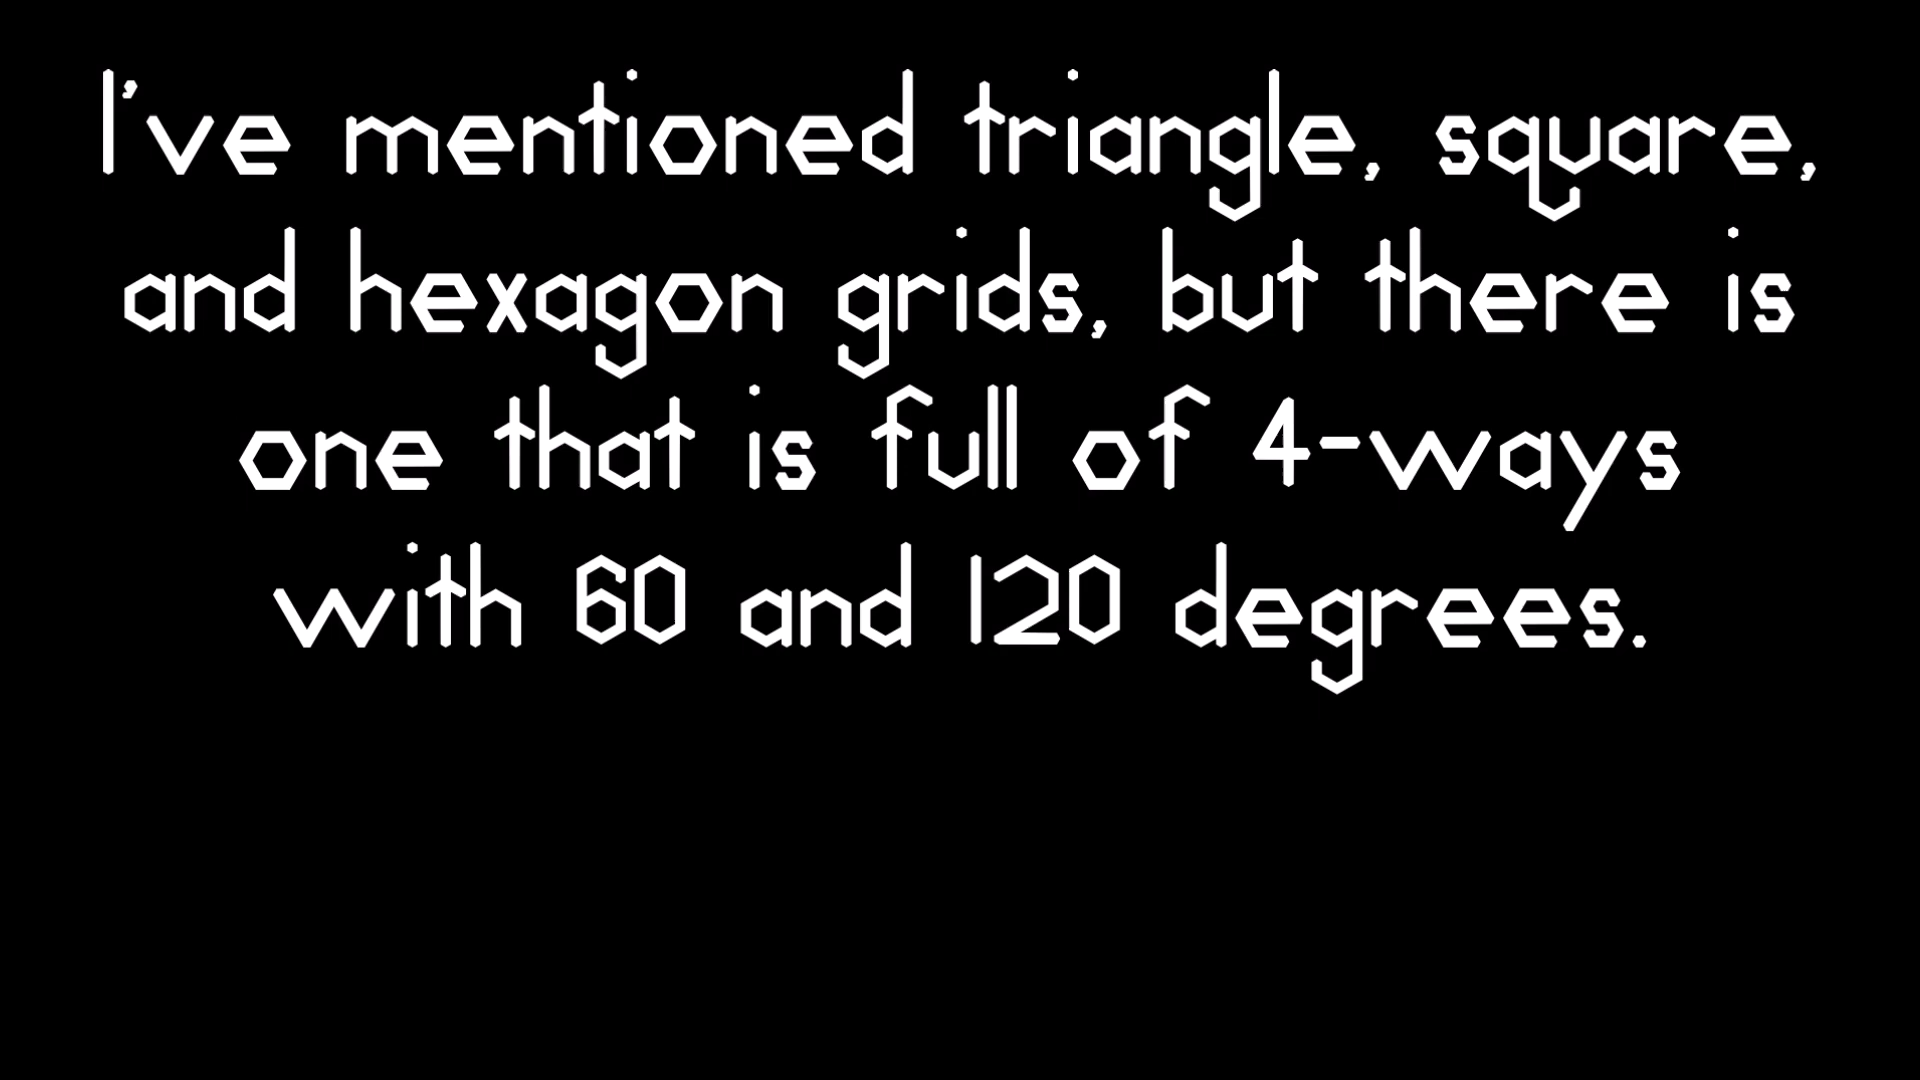 I've mentioned triangle, square,
and hexagon grids, but there is
one that is full of 4-ways
with 60 and 120 degrees.